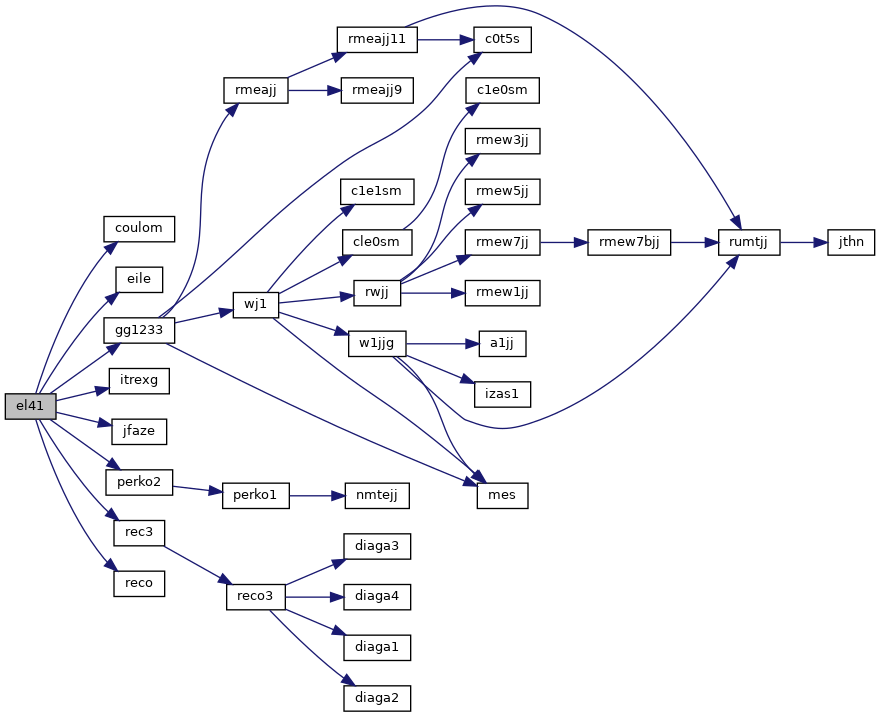 rmeajj11
c0t5s
rmeajj
rmeajj9
c1e0sm
rmew3jj
c1e1sm
rmew5jj
coulom
cle0sm
rmew7jj
rmew7bjj
rumtjj
jthn
eile
wj1
rwjj
rmew1jj
gg1233
w1jjg
a1jj
itrexg
izas1
el41
jfaze
perko2
perko1
nmtejj
mes
rec3
diaga3
reco
reco3
diaga4
diaga1
diaga2